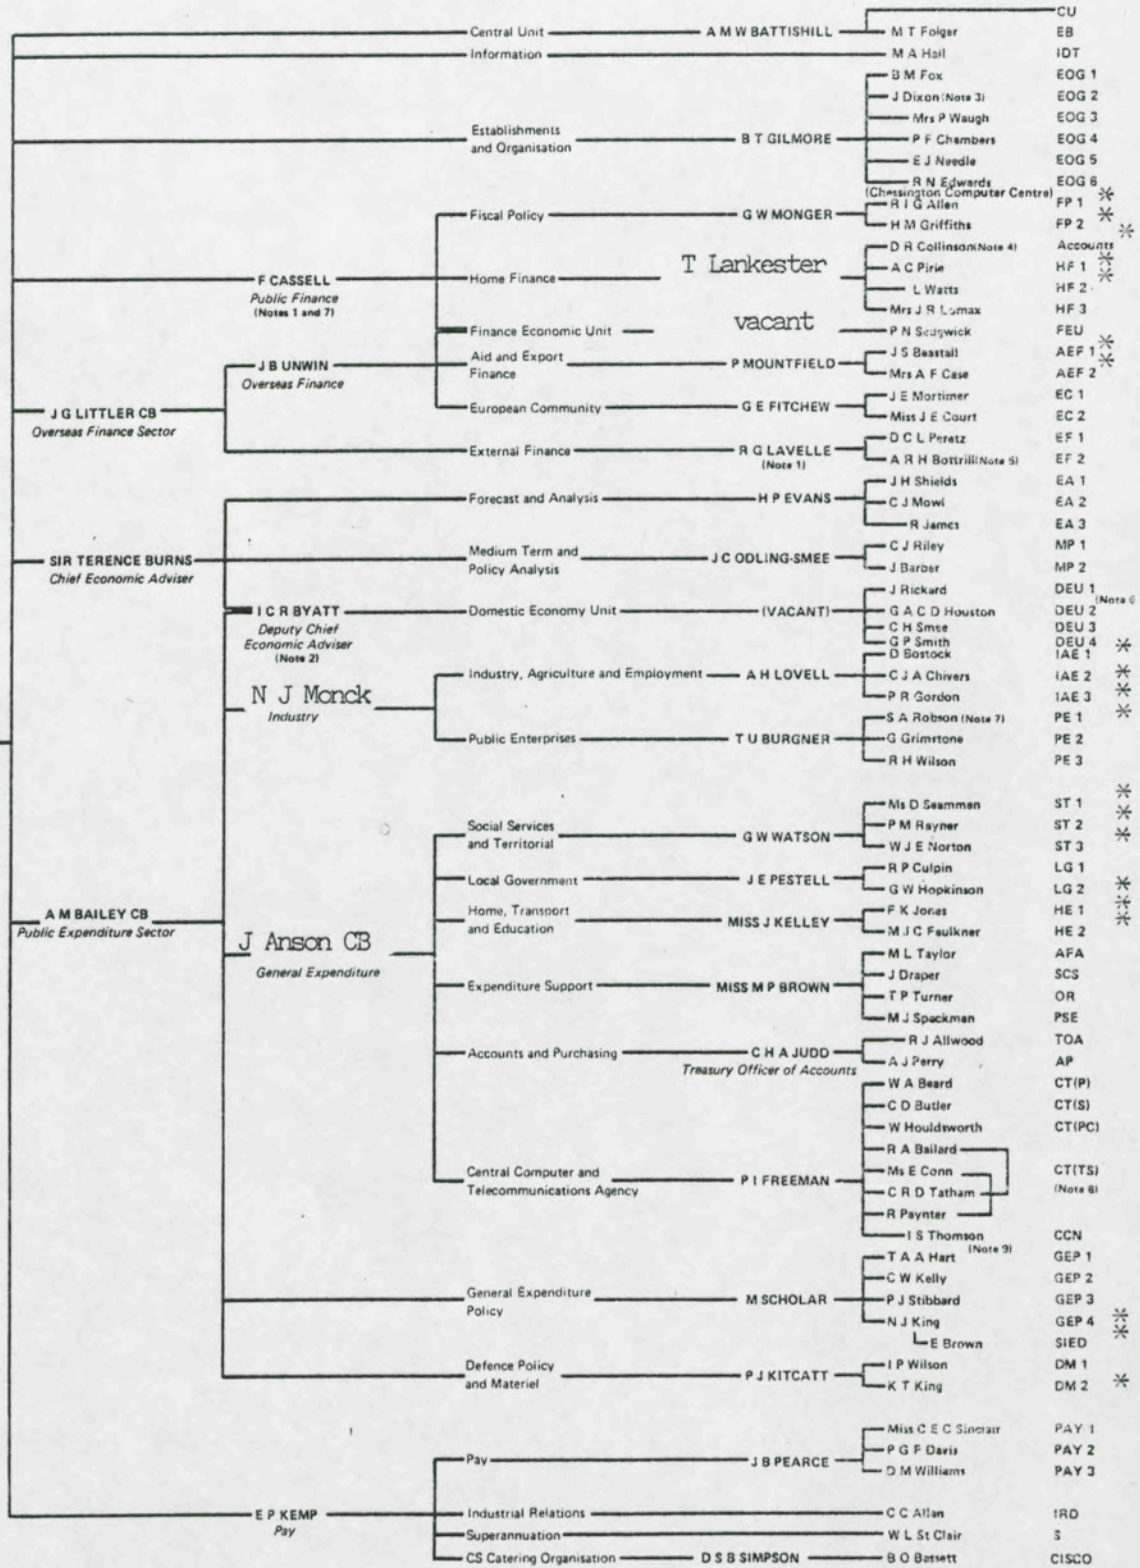 CU
Central Unit A M W BATTISHILL M T Folger EB
Information M A Hall IDT
B M Fox EOG 1
J Dixon (Note 3) EOG 2
Mrs P Waugh EOG 3
Establishments
and Organisation B T GILMORE P F Chambers EOG 4
E J Needle EOG 5
R N Edwards EOG 6
(Chessington Computer Centre)
R I G Allen FP 1 *
Fiscal Policy G W MONGER
H M Griffiths FP 2 *
D R Collinson (Note 4) Accounts *
T Lankester
F CASSELL Home Finance A C Pirie HF 1 *
Public Finance L Watts HF 2 *
(Notes 1 and 7) Mrs J R Lomax HF 3
vacant
Finance Economic Unit P N Sedgwick FEU
J B UNWIN Aid and Export J S Beastall AEF 1 *
Overseas Finance Finance P MOUNTFIELD Mrs A F Case AEF 2 *
J E Mortimer EC 1
J G LITTLER CB European Community G E FITCHEW Miss J E Court EC 2
Overseas Finance Sector
D C L Peretz EF 1
External Finance R G LAVELLE
(Note 1) A R H Bottrill (Note 5) EF 2
J H Shields EA 1
Forecast and Analysis H P EVANS C J Mowl EA 2
R James EA 3
SIR TERENCE BURNS Medium Term and C J Riley MP 1
Chief Economic Adviser Policy Analysis J C ODLING-SMEE J Barber MP 2
J Rickard DEU 1
(Note 6
I C R BYATT Domestic Economy Unit (VACANT) G A C D Houston DEU 2
Deputy Chief C H Smee DEU 3
Economic Adviser G P Smith DEU 4
(Note 2) D Bostock IAE 1 *
N J Monck Industry, Agriculture and Employment A H LOVELL C J A Chivers IAE 2 *
Industry P R Gordon IAE 3 *
S A Robson (Note 7) PE 1 *
Public Enterprises T U BURGNER G Grimstone PE 2
R H Wilson PE 3
Ms D Seammen ST 1 *
Social Services
and Territorial G W WATSON P M Rayner ST 2 *
W J E Norton ST 3 *
R P Culpin LG 1
Local Government J E PESTELL G W Hopkinson LG 2 *
A M BAILEY CB Home, Transport F K Jones HE 1 *
Public Expenditure Sector and Education MISS J KELLEY M J C Faulkner HE 2 *
J Anson CB M L Taylor AFA
General Expenditure J Draper SCS
Expenditure Support MISS M P BROWN T P Turner OR
M J Spackman PSE
R J Allwood TOA
Accounts and Purchasing C H A JUDD A J Perry AP
Treasury Officer of Accounts
W A Beard CT(P)
C D Butler CT(S)
W Houldsworth CT(PC)
R A Ballard
Central Computer and Ms E Conn CT(TS)
Telecommunications Agency P I FREEMAN C R D Tatham (Note 8)
R Paynter
I S Thomson CCN
(Note 9)
T A A Hart GEP 1
C W Kelly GEP 2
General Expenditure
Policy M SCHOLAR P J Stibbard GEP 3
N J King GEP 4 *
E Brown SIED *
Defence Policy I P Wilson DM 1
and Materiel P J KITCATT K T King DM 2 *
Miss C E C Sinclair PAY 1
Pay J B PEARCE P G F Davis PAY 2
D M Williams PAY 3
E P KEMP Industrial Relations C C Allan IRD
Pay Superannuation W L St Clair S
CS Catering Organisation D S B SIMPSON B O Bassett CISCO